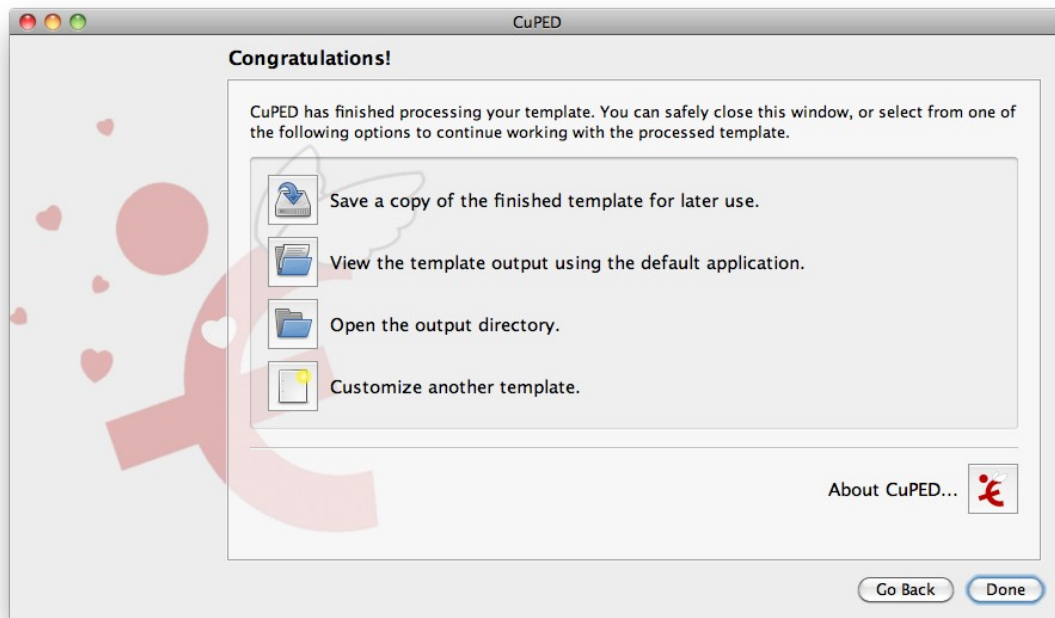 CuPED
Congratulations!
CuPED has finished processing your template. You can safely close this window, or select from one of
the following options to continue working with the processed template.
Save a copy of the finished template for later use.
View the template output using the default application.
Open the output directory.
Customize another template.
About CuPED...
Go Back
Done